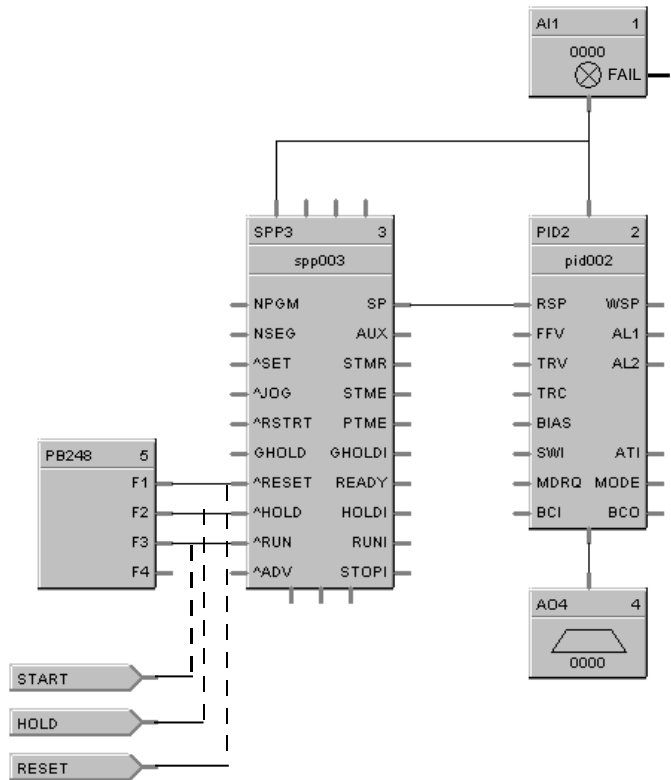 AI1 1
0000
FAIL
SPP3 3
spp003
NPGM SP
NSEG AUX
^SET STMR
^JOG STME
^RSTRT PTME
GHOLD GHOLDI
^RESET READY
^HOLD HOLDI
^RUN RUNI
^ADV STOPI
PID2 2
pid002
RSP WSP
FFV AL1
TRV AL2
TRC
BIAS
SWI ATI
MDRQ MODE
BCI BCO
PB248 5
F1
F2
F3
F4
AO4 4
0000
START
HOLD
RESET